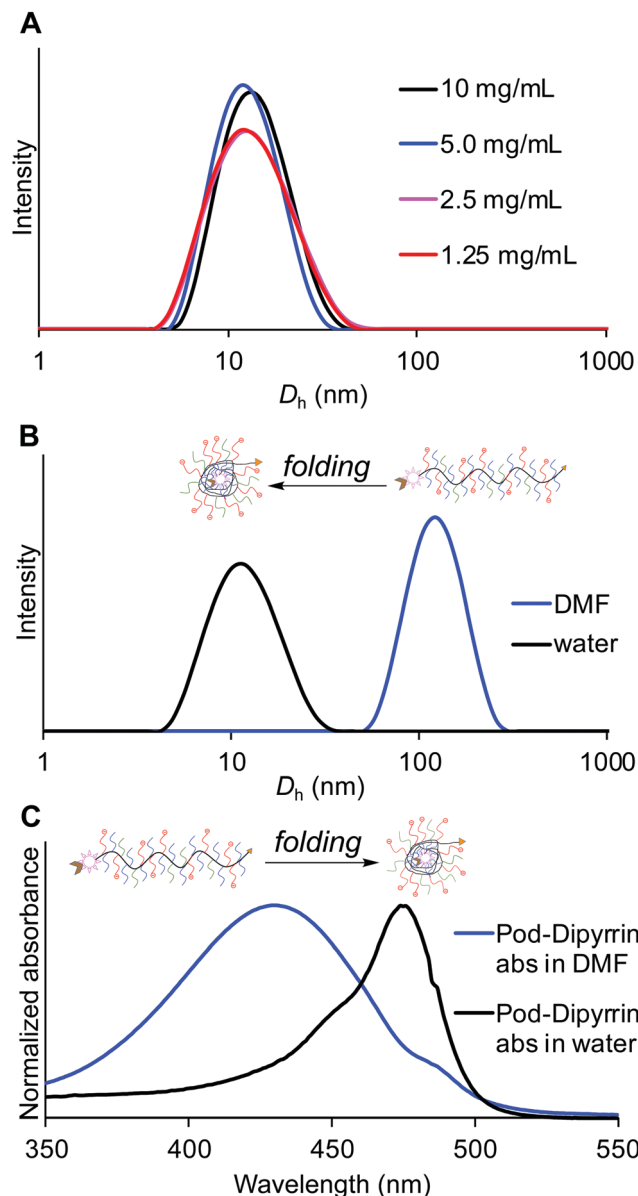 A
Intensity
10 mg/mL
5.0 mg/mL
2.5 mg/mL
1.25 mg/mL
1 10 100 1000
Dh (nm)
B
folding
Intensity
DMF
water
1 10 100 1000
Dh (nm)
C
folding
Normalized absorbance
Pod-Dipyrrin
abs in DMF
Pod-Dipyrrin
abs in water
350 400 450 500 550
Wavelength (nm)